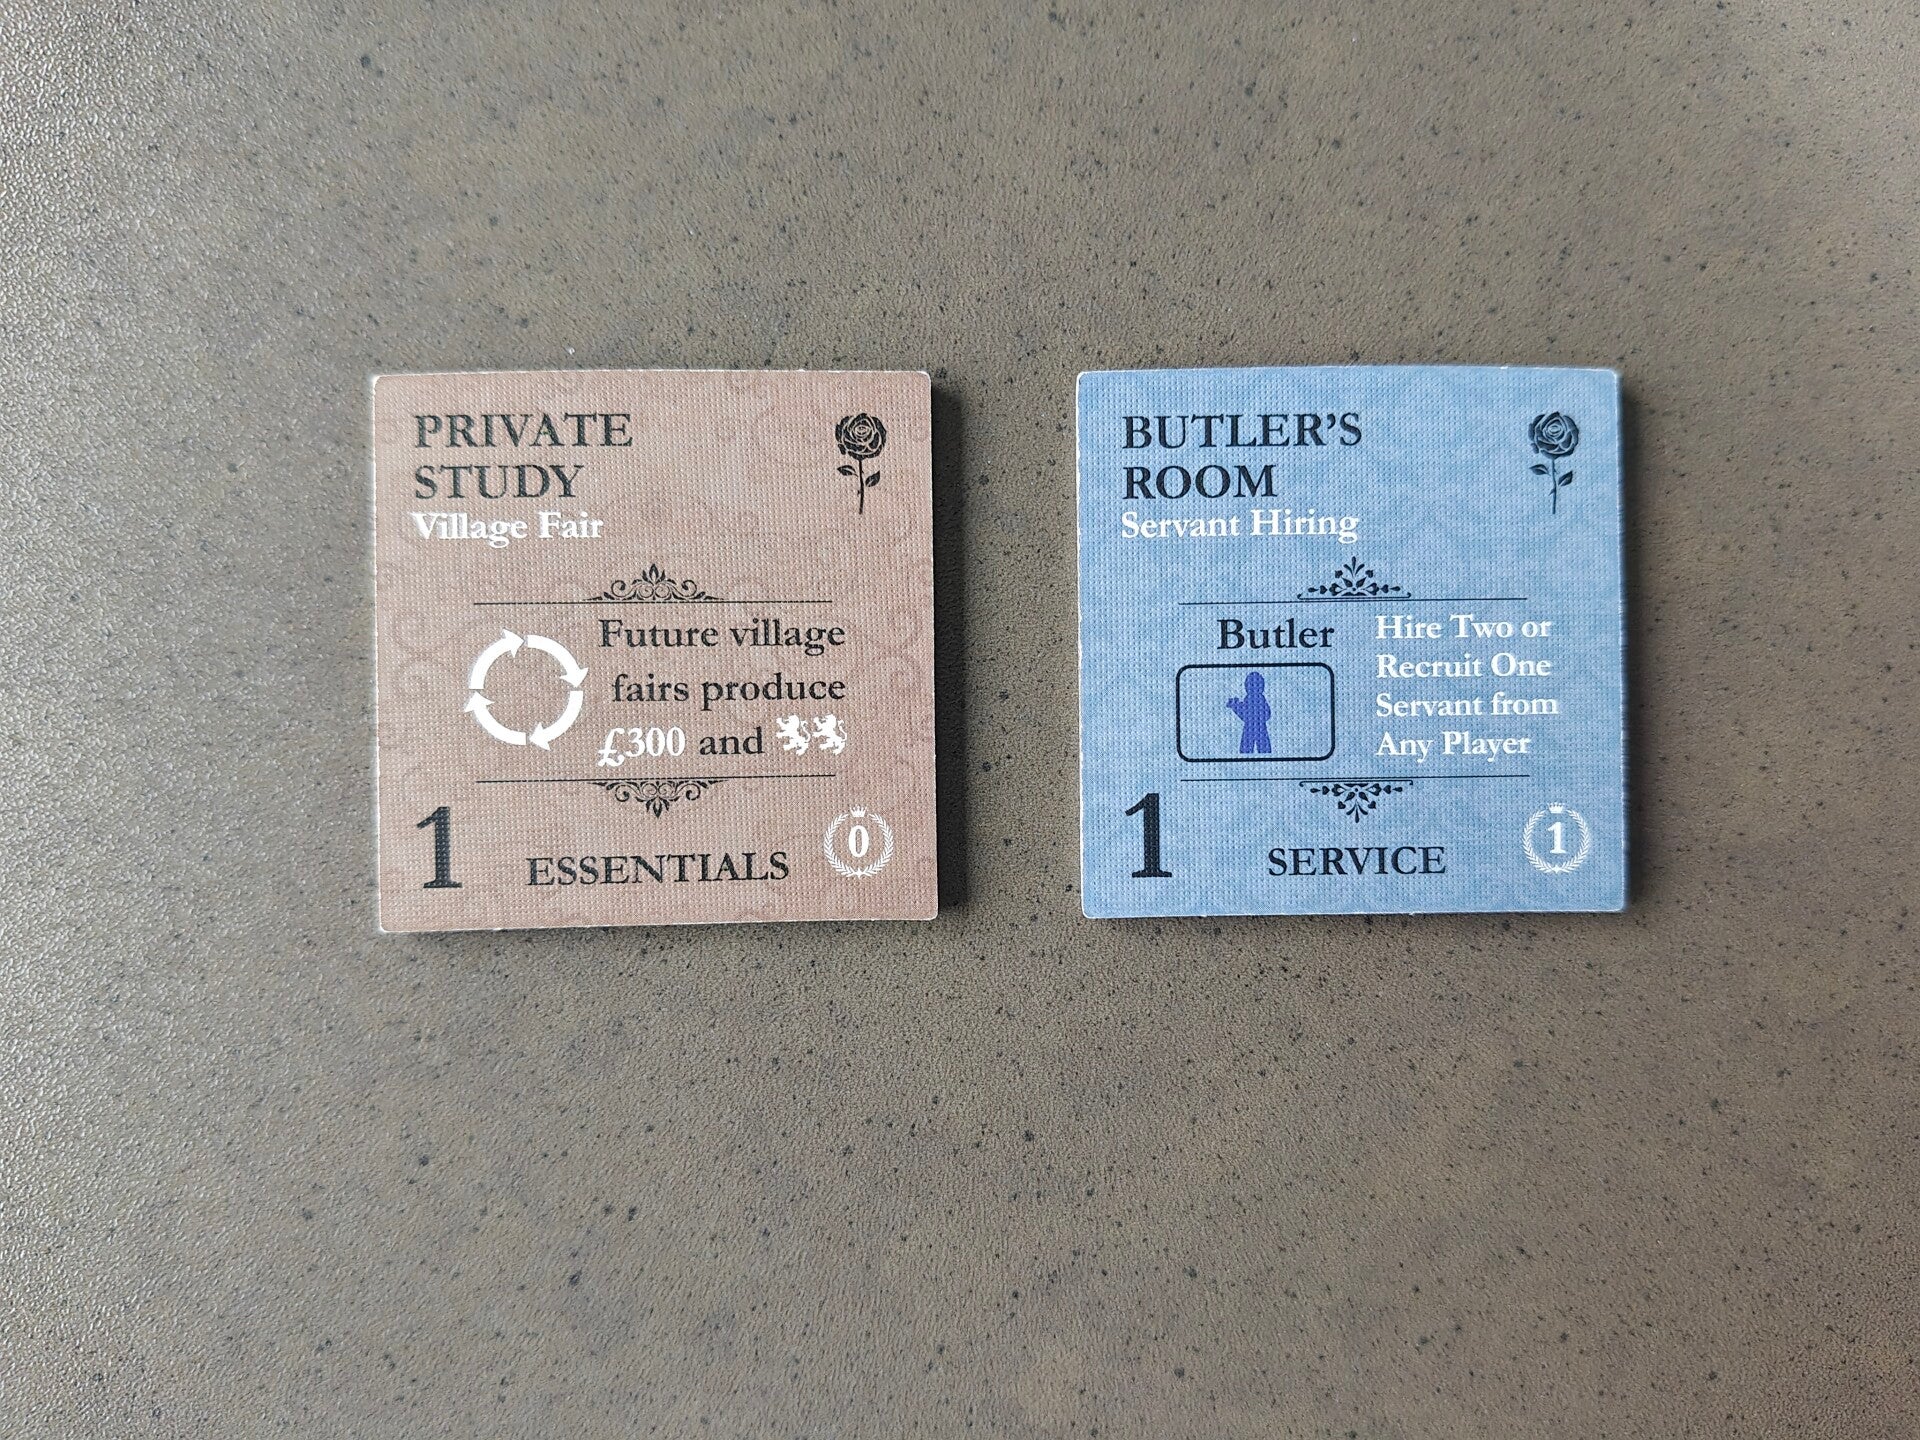 PRIVATE
STUDY
Village Fair
Future village
fairs produce
£300 and
1
ESSENTIALS
0
BUTLER'S
ROOM
Servant Hiring
Butler
Hire Two or
Recruit One
Servant from
Any Player
1
SERVICE
1